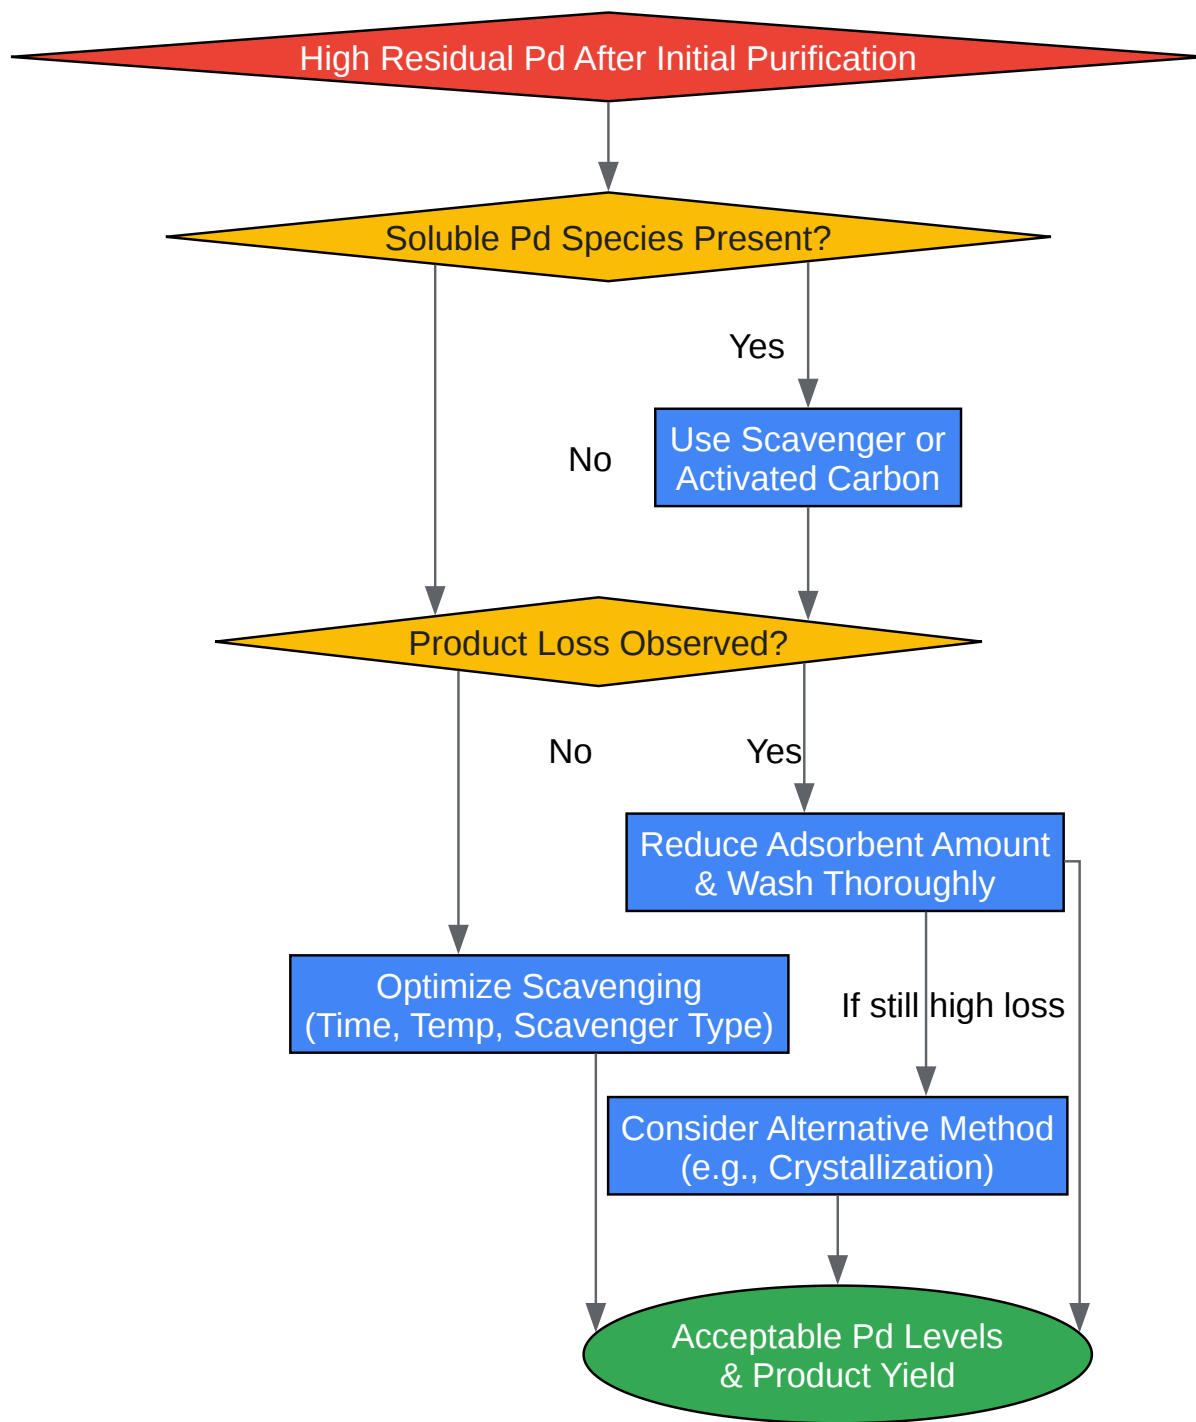 High Residual Pd After Initial Purification
Soluble Pd Species Present?
Yes
Use Scavenger or
Activated Carbon
No
Product Loss Observed?
No
Yes
Reduce Adsorbent Amount
& Wash Thoroughly
Optimize Scavenging
(Time, Temp, Scavenger Type)
If still high loss
Consider Alternative Method
(e.g., Crystallization)
Acceptable Pd Levels
& Product Yield